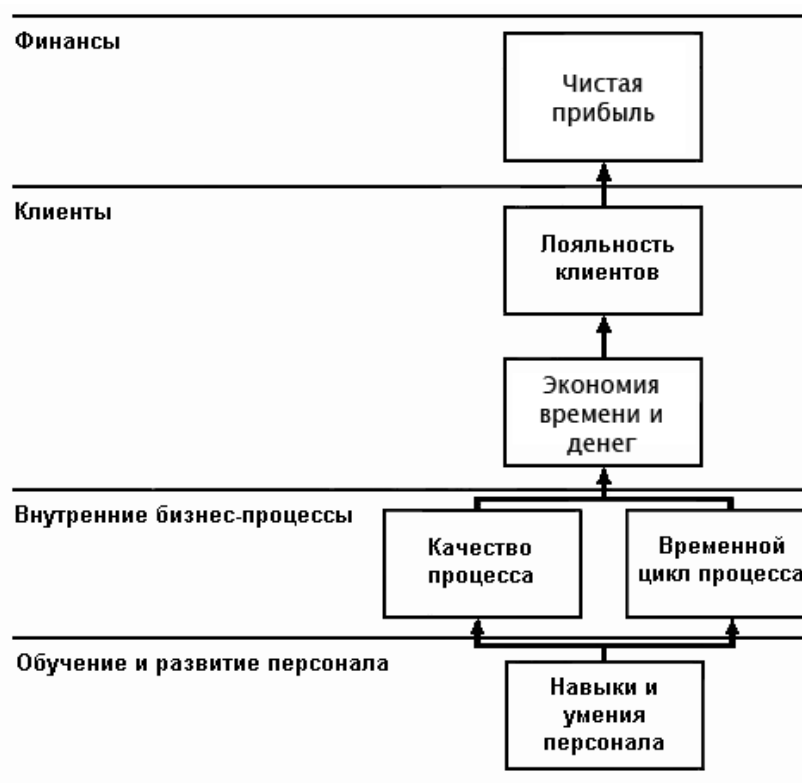 Финансы
Чистая
прибыль
Клиенты
Лояльность
клиентов
Экономия
времени и
денег
Внутренние бизнес-процессы
Качество
процесса
Временной
цикл процесса
Обучение и развитие персонала
Навыки и
умения
персонала